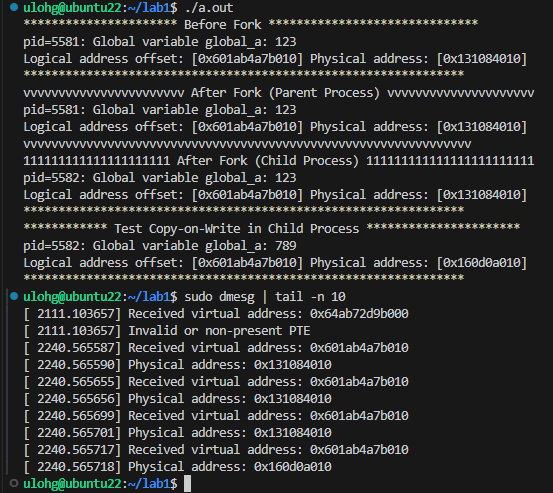 ulohg@ubuntu22:~/lab1$ ./a.out
********************** Before Fork ******************************
pid=5581: Global variable global_a: 123
Logical address offset: [0x601ab4a7b010] Physical address: [0x131084010]
***************************************************************
vvvvvvvvvvvvvvvvvvvvvvv After Fork (Parent Process) vvvvvvvvvvvvvvvvvvvvv
pid=5581: Global variable global_a: 123
Logical address offset: [0x601ab4a7b010] Physical address: [0x131084010]
vvvvvvvvvvvvvvvvvvvvvvvvvvvvvvvvvvvvvvvvvvvvvvvvvvvvvvvvvvvvvvvv
111111111111111111111 After Fork (Child Process) 111111111111111111111111
pid=5582: Global variable global_a: 123
Logical address offset: [0x601ab4a7b010] Physical address: [0x131084010]
***************************************************************
************ Test Copy-on-Write in Child Process **********************
pid=5582: Global variable global_a: 789
Logical address offset: [0x601ab4a7b010] Physical address: [0x160d0a010]
***************************************************************
ulohg@ubuntu22:~/lab1$ sudo dmesg | tail -n 10
[ 2111.103657] Received virtual address: 0x64ab72d9b000
[ 2111.103657] Invalid or non-present PTE
[ 2240.565587] Received virtual address: 0x601ab4a7b010
[ 2240.565590] Physical address: 0x131084010
[ 2240.565655] Received virtual address: 0x601ab4a7b010
[ 2240.565656] Physical address: 0x131084010
[ 2240.565699] Received virtual address: 0x601ab4a7b010
[ 2240.565701] Physical address: 0x131084010
[ 2240.565717] Received virtual address: 0x601ab4a7b010
[ 2240.565718] Physical address: 0x160d0a010
ulohg@ubuntu22:~/lab1$